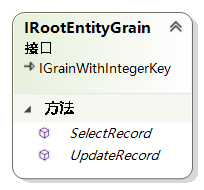 IRootEntityGrain
接口
IGrainWithIntegerKey
方法
SelectRecord
UpdateRecord